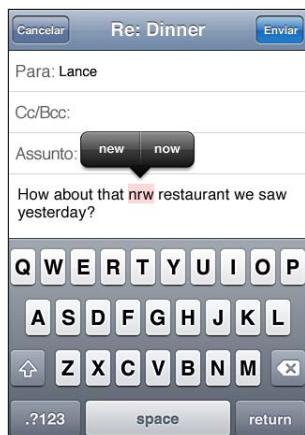 Cancelar Re: Dinner Enviar
Para: Lance
Cc/Bcc:
Assunto:
new now
How about that nrw restaurant we saw
yesterday?
Q W E R T Y U I O P
A S D F G H J K L
Z X C V B N M
.?123 space return